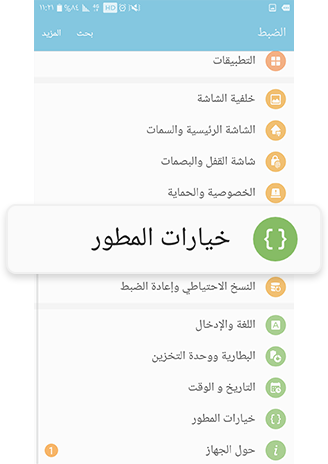 ١١:٢١ ٨٤% HD
الضبط بحث المزيد
التطبيقات
خلفية الشاشة
الشاشة الرئيسية والسمات
شاشة القفل والبصمات
الخصوصية والحماية
خيارات المطور
النسخ الاحتياطي وإعادة الضبط
اللغة والإدخال
A
البطارية ووحدة التخزين
التاريخ و الوقت
خيارات المطور
حول الجهاز
1